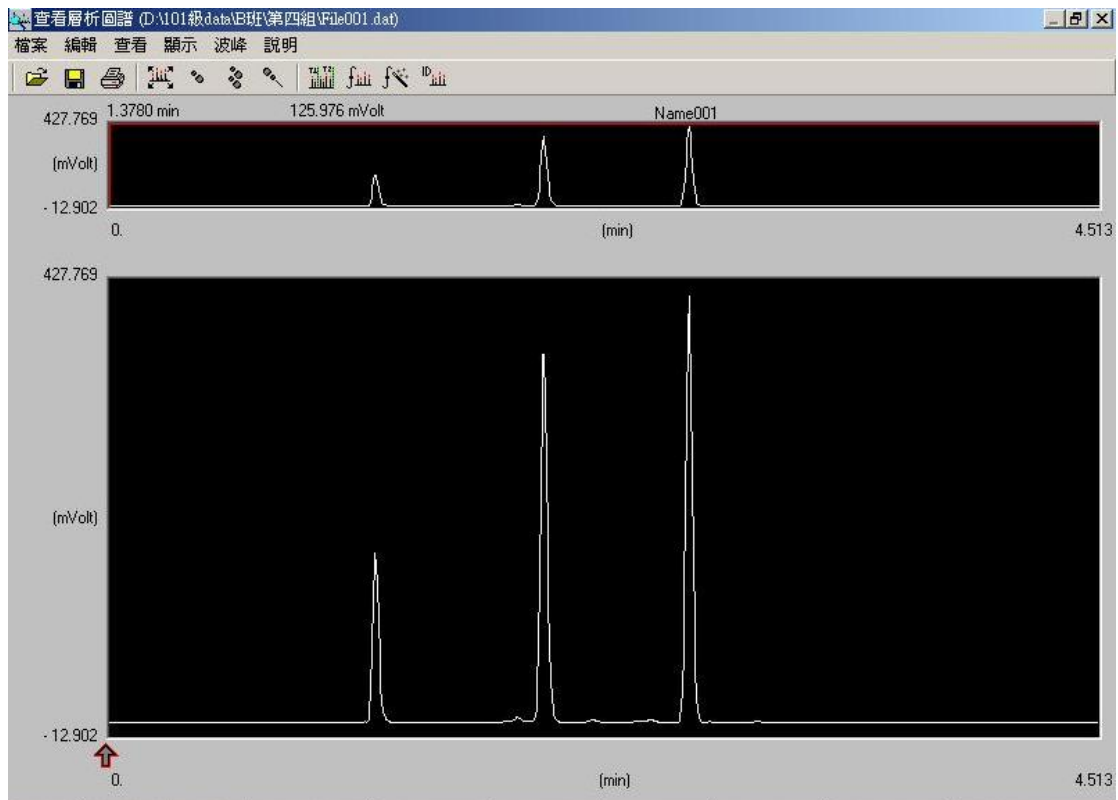 查看層析圖譜 (D:\101級data\B班\第四組\File001.dat)
檔案 編輯 查看 顯示 波峰 說明
1.3780 min 125.976 mVolt Name001
427.769
(mVolt)
-12.902
0. (min) 4.513
427.769
(mVolt)
-12.902
0. (min) 4.513